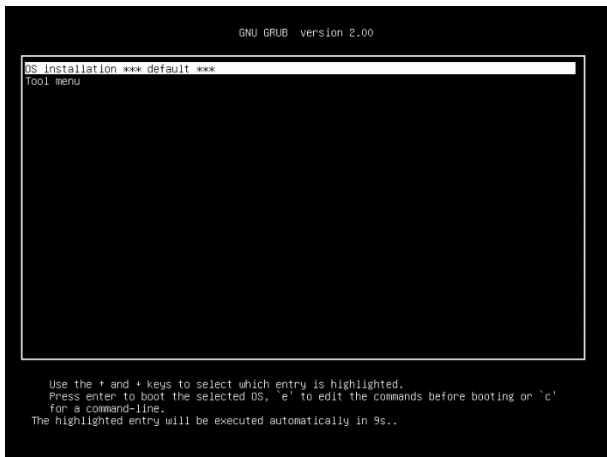 GNU GRUB version 2.00
OS installation *** default ***
Tool menu
Use the ↑ and ↓ keys to select which entry is highlighted.
Press enter to boot the selected OS, `e' to edit the commands before booting or `c'
for a command-line.
The highlighted entry will be executed automatically in 9s..